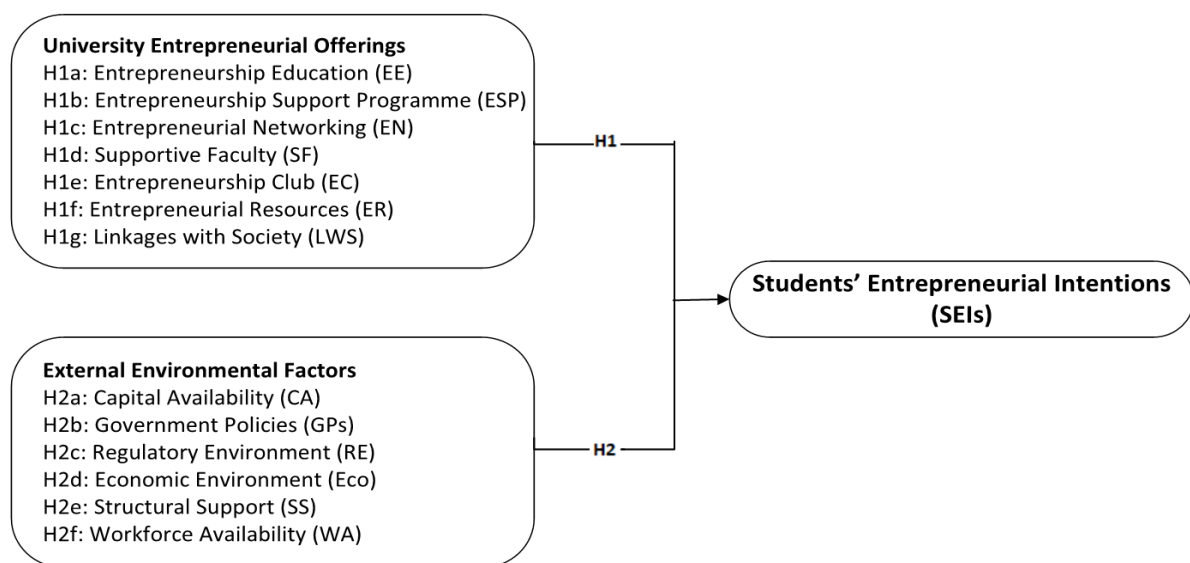 University Entrepreneurial Offerings
H1a: Entrepreneurship Education (EE)
H1b: Entrepreneurship Support Programme (ESP)
H1c: Entrepreneurial Networking (EN)
H1d: Supportive Faculty (SF)
H1e: Entrepreneurship Club (EC)
H1f: Entrepreneurial Resources (ER)
H1g: Linkages with Society (LWS)
H1
Students’ Entrepreneurial Intentions
(SEIs)
External Environmental Factors
H2a: Capital Availability (CA)
H2b: Government Policies (GPs)
H2c: Regulatory Environment (RE)
H2d: Economic Environment (Eco)
H2e: Structural Support (SS)
H2f: Workforce Availability (WA)
H2